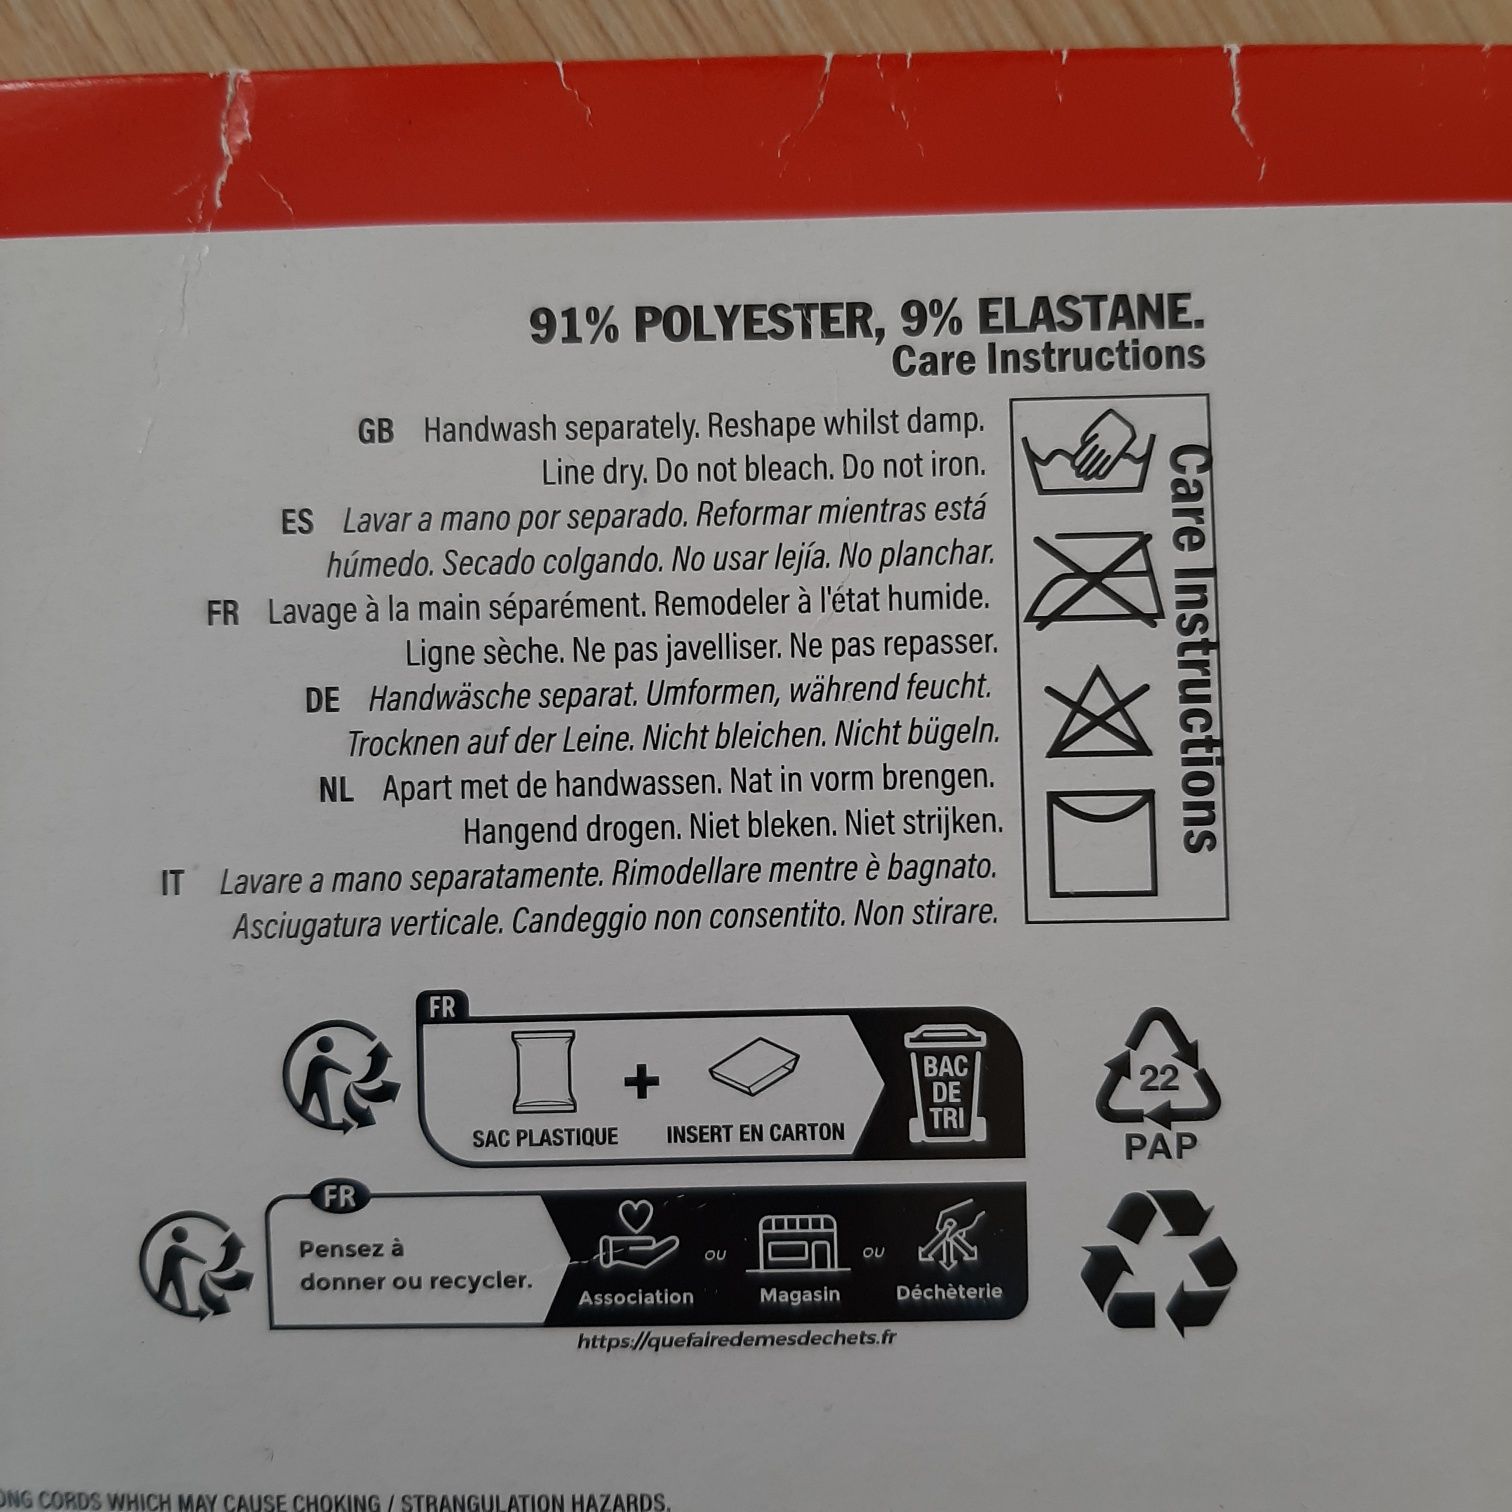 91% POLYESTER, 9% ELASTANE.
Care Instructions
GB Handwash separately. Reshape whilst damp.
Line dry. Do not bleach. Do not iron.
ES Lavar a mano por separado. Reformar mientras está
húmedo. Secado colgando. No usar lejía. No planchar.
FR Lavage à la main séparément. Remodeler à l'état humide.
Ligne sèche. Ne pas javelliser. Ne pas repasser.
DE Handwäsche separat. Umformen, während feucht.
Trocknen auf der Leine. Nicht bleichen. Nicht bügeln.
NL Apart met de handwassen. Nat in vorm brengen.
Hangend drogen. Niet bleken. Niet strijken.
IT Lavare a mano separatamente. Rimodellare mentre è bagnato.
Asciugatura verticale. Candeggio non consentito. Non stirare.
Care Instructions
FR
SAC PLASTIQUE + INSERT EN CARTON
BAC
DE
TRI
22
PAP
FR
Pensez à
donner ou recycler.
Association ou Magasin ou Déchèterie
https://quefairedemesdechets.fr
CORDS WHICH MAY CAUSE CHOKING / STRANGULATION HAZARDS.